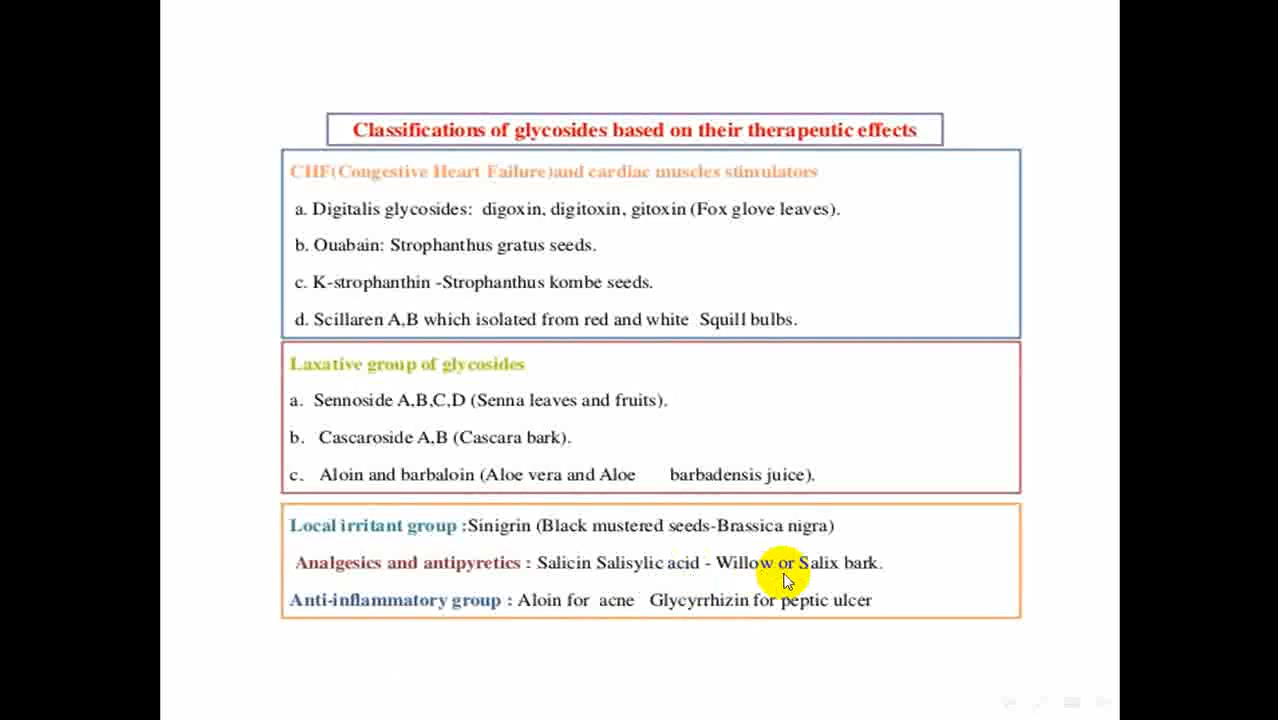 Classifications of glycosides based on their therapeutic effects
CHF(Congestive Heart Failure)and cardiac muscles stimulators
a. Digitalis glycosides: digoxin, digitoxin, gitoxin (Fox glove leaves).
b. Ouabain: Strophanthus gratus seeds.
c. K-strophanthin -Strophanthus kombe seeds.
d. Scillaren A,B which isolated from red and white Squill bulbs.
Laxative group of glycosides
a. Sennoside A,B,C,D (Senna leaves and fruits).
b. Cascaroside A,B (Cascara bark).
c. Aloin and barbaloin (Aloe vera and Aloe barbadensis juice).
Local irritant group :Sinigrin (Black mustered seeds-Brassica nigra)
Analgesics and antipyretics : Salicin Salisylic acid - Willow or Salix bark.
Anti-inflammatory group : Aloin for acne Glycyrrhizin for peptic ulcer